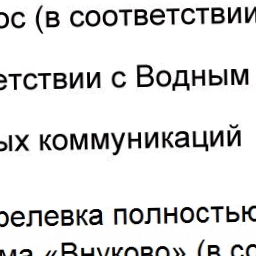 ос (в соответствии
етствии с Водным
ых коммуникаций
релевка полностью
ма «Внуково» (в со